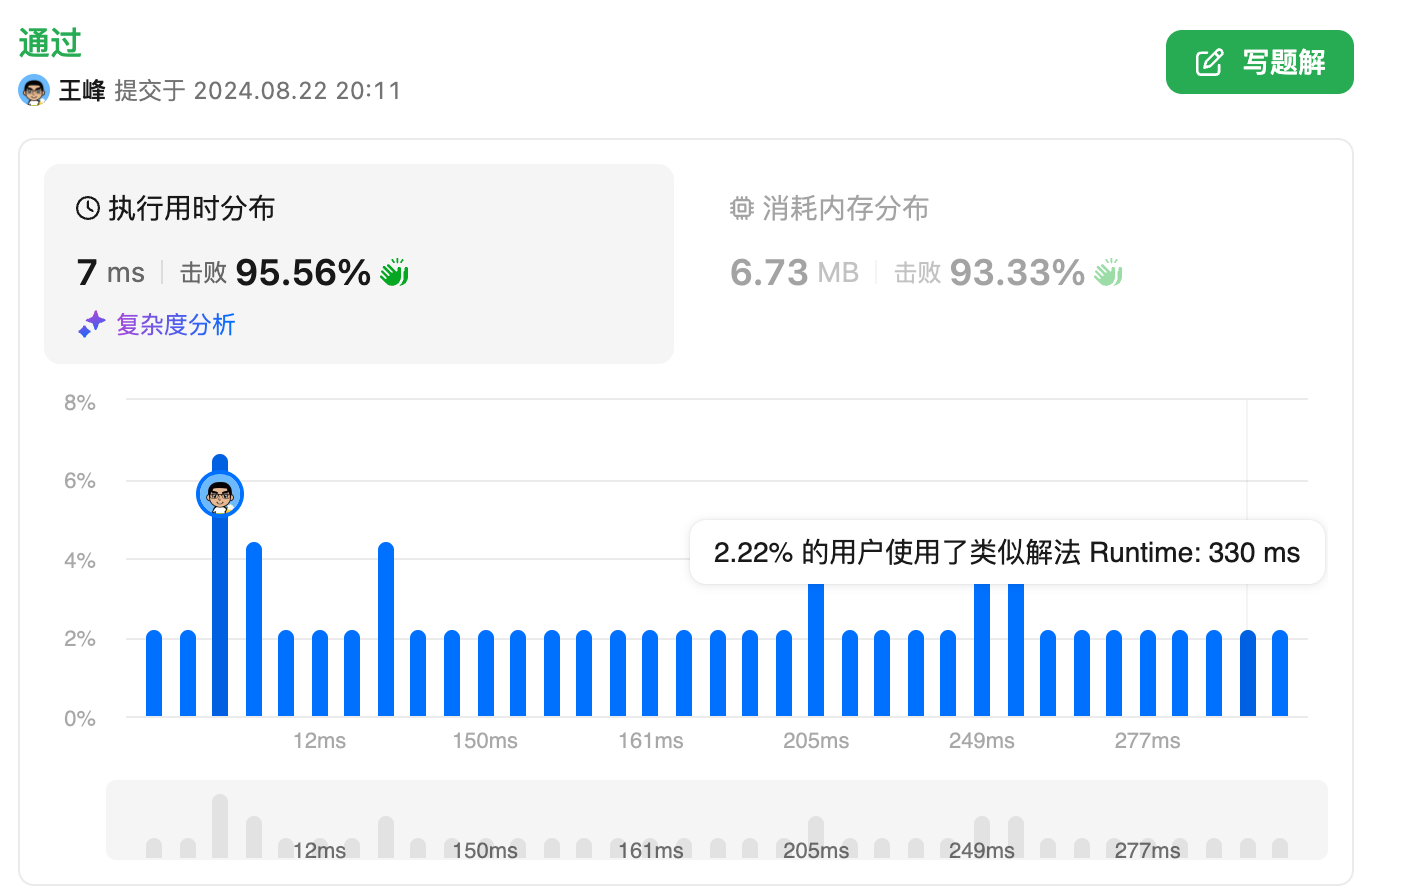 通过
写题解
王峰 提交于 2024.08.22 20:11
执行用时分布
7 ms 击败 95.56%
复杂度分析
消耗内存分布
6.73 MB 击败 93.33%
8%
6%
4%
2%
0%
2.22% 的用户使用了类似解法 Runtime: 330 ms
12ms 150ms 161ms 205ms 249ms 277ms
12ms 150ms 161ms 205ms 249ms 277ms